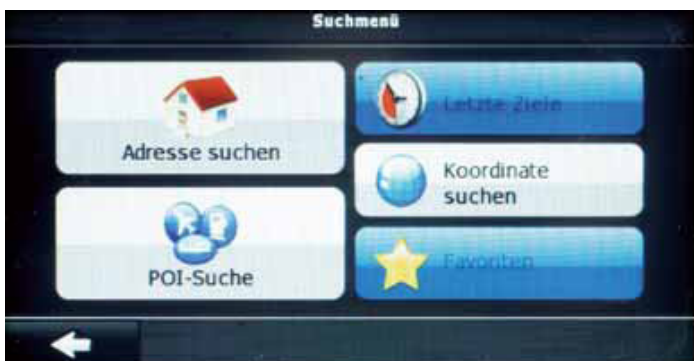 Suchmenü
Adresse suchen
Letzte Ziele
Koordinate
suchen
POI-Suche
Favoriten